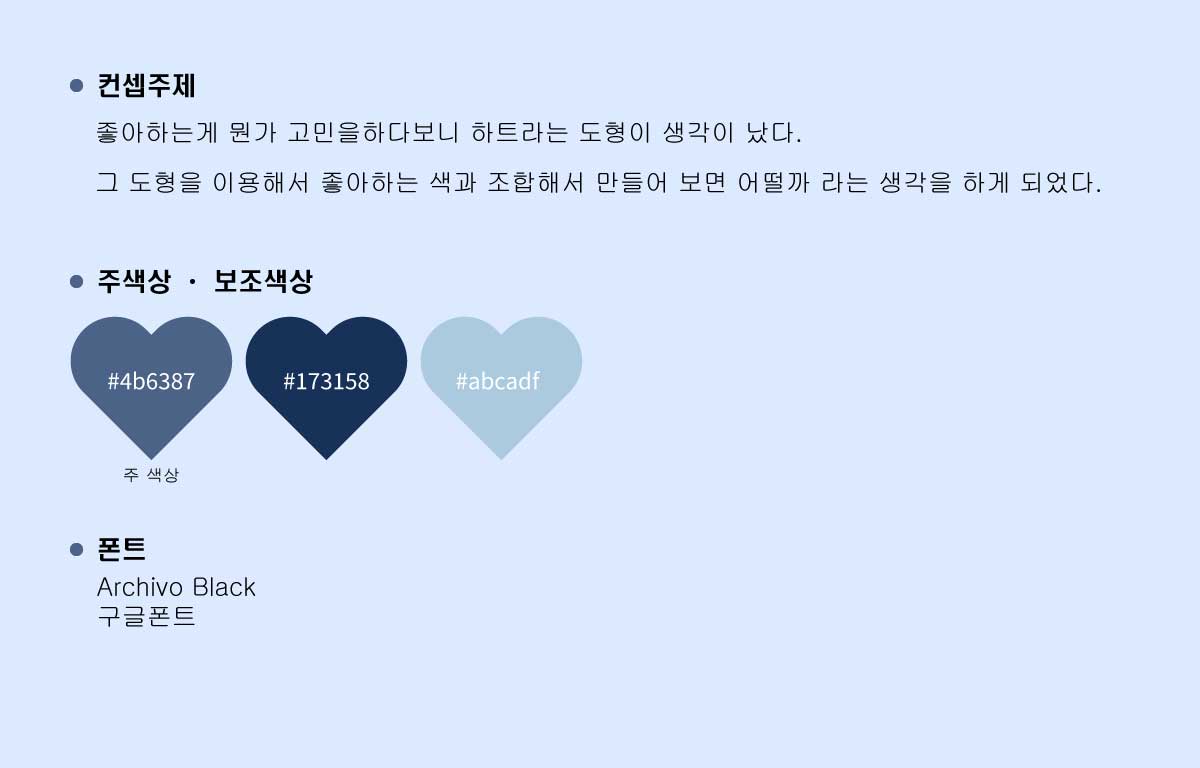 컨셉주제
좋아하는게 뭔가 고민을하다보니 하트라는 도형이 생각이 났다.
그 도형을 이용해서 좋아하는 색과 조합해서 만들어 보면 어떨까 라는 생각을 하게 되었다.
주색상 · 보조색상
#4b6387 #173158 #abcadf
주 색상
폰트
Archivo Black
구글폰트